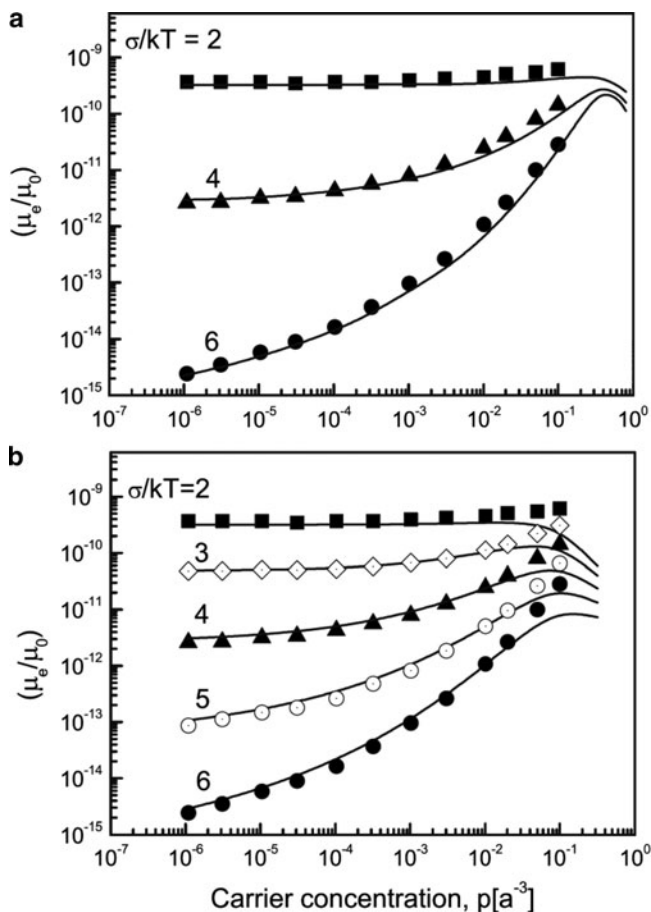 a
σ/kT = 2
10⁻⁹
10⁻¹⁰
10⁻¹¹
10⁻¹²
10⁻¹³
10⁻¹⁴
10⁻¹⁵
(μₑ/μ₀)
4
6
10⁻⁷ 10⁻⁶ 10⁻⁵ 10⁻⁴ 10⁻³ 10⁻² 10⁻¹ 10⁰
b
σ/kT=2
10⁻⁹
10⁻¹⁰
10⁻¹¹
10⁻¹²
10⁻¹³
10⁻¹⁴
10⁻¹⁵
(μₑ/μ₀)
3
4
5
6
10⁻⁷ 10⁻⁶ 10⁻⁵ 10⁻⁴ 10⁻³ 10⁻² 10⁻¹ 10⁰
Carrier concentration, p[a⁻³]